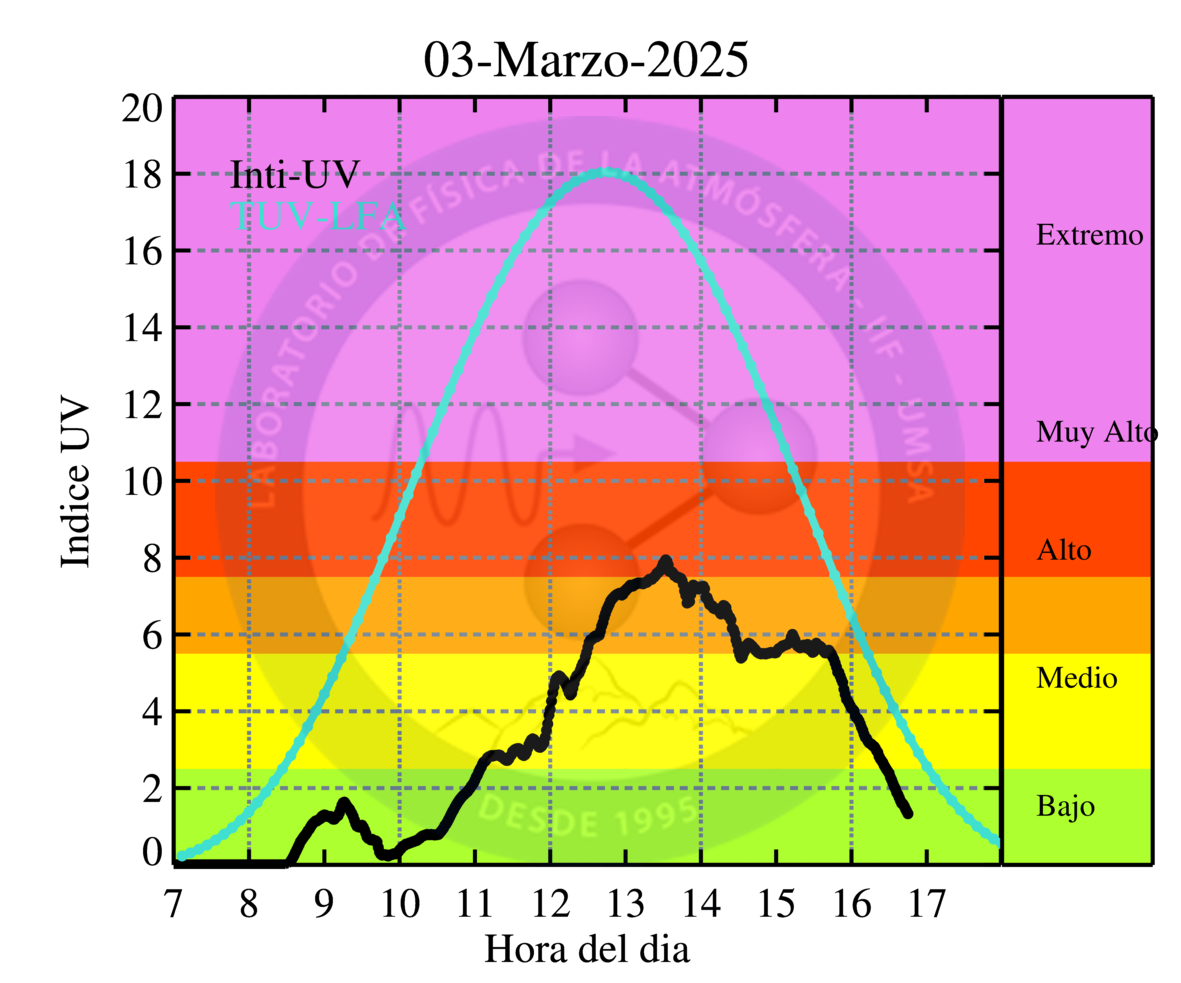 03-Marzo-2025
20
18
16
14
12
10
8
6
4
2
0
Indice UV
Inti-UV
TUV-LFA
LABORATORIO DE FÍSICA DE LA ATMÓSFERA - IIF - UMSA
DESDE 1995
Extremo
Muy Alto
Alto
Medio
Bajo
7 8 9 10 11 12 13 14 15 16 17
Hora del dia